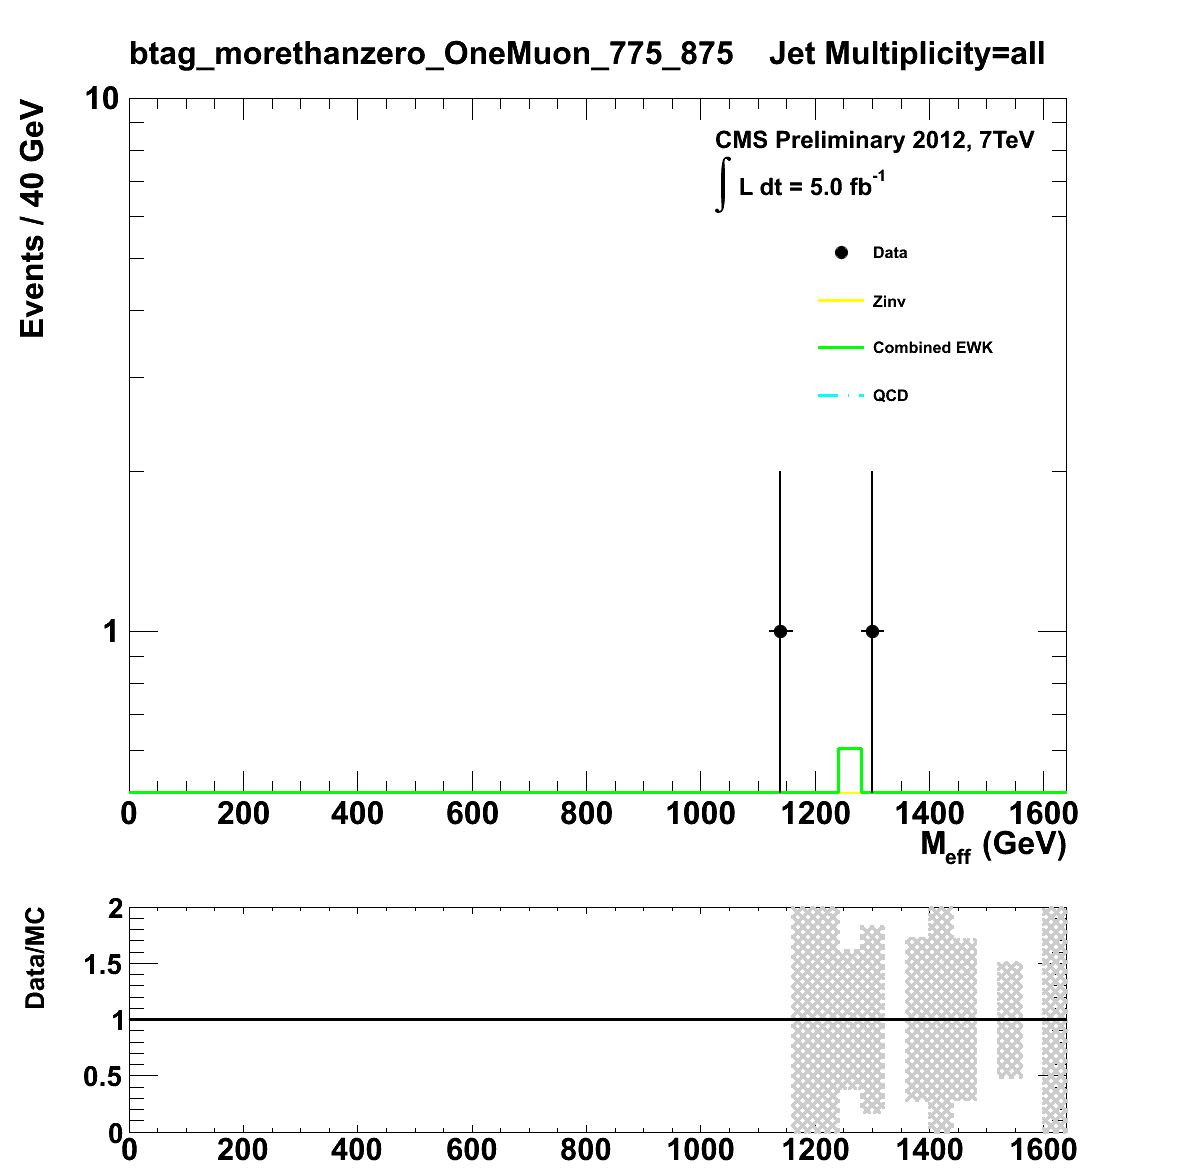 btag_morethanzero_OneMuon_775_875 Jet Multiplicity=all
Events / 40 GeV
10
1
CMS Preliminary 2012, 7TeV
∫ L dt = 5.0 fb-1
Data
Zinv
Combined EWK
QCD
0 200 400 600 800 1000 1200 1400 1600
Meff (GeV)
Data/MC
2
1.5
1
0.5
0
0 200 400 600 800 1000 1200 1400 1600